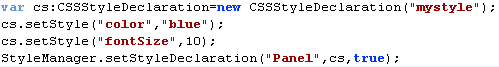 var cs:CSSStyleDeclaration=new CSSStyleDeclaration("mystyle");
cs.setStyle("color","blue");
cs.setStyle("fontSize",10);
StyleManager.setStyleDeclaration("Panel",cs,true);